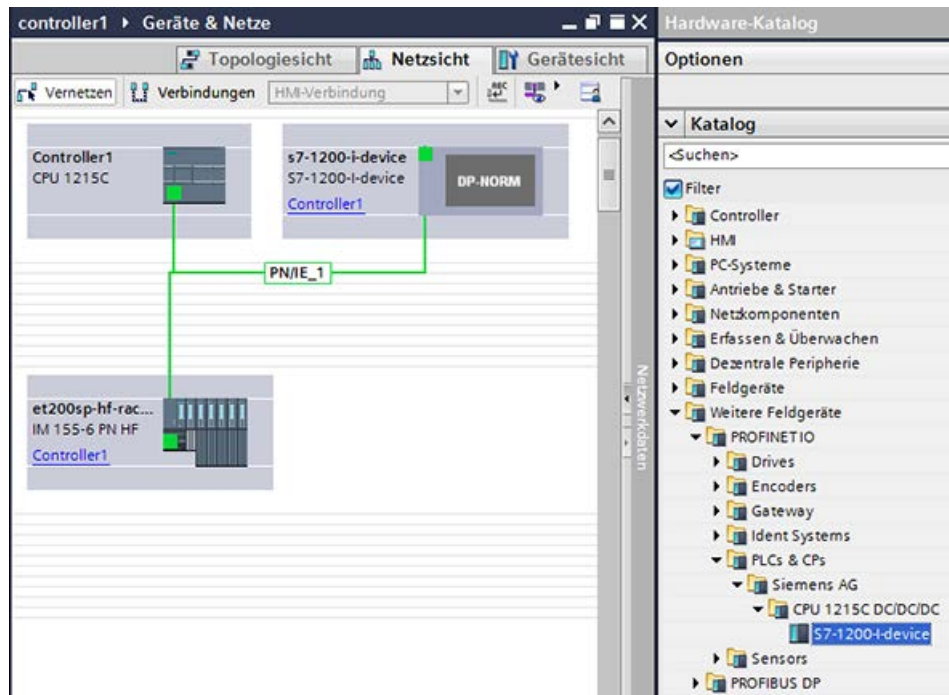 controller1 ▸ Geräte & Netze
Topologiesicht Netzsicht Gerätesicht
Vernetzen Verbindungen HMI-Verbindung
Controller1
CPU 1215C
s7-1200-i-device
S7-1200-I-device
Controller1
DP-NORM
PN/IE_1
et200sp-hf-rac...
IM 155-6 PN HF
Controller1
Netzwerkdaten
Hardware-Katalog
Optionen
Katalog
<Suchen>
Filter
Controller
HMI
PC-Systeme
Antriebe & Starter
Netzkomponenten
Erfassen & Überwachen
Dezentrale Peripherie
Feldgeräte
Weitere Feldgeräte
PROFINET IO
Drives
Encoders
Gateway
Ident Systems
PLCs & CPs
Siemens AG
CPU 1215C DC/DC/DC
S7-1200-I-device
Sensors
PROFIBUS DP